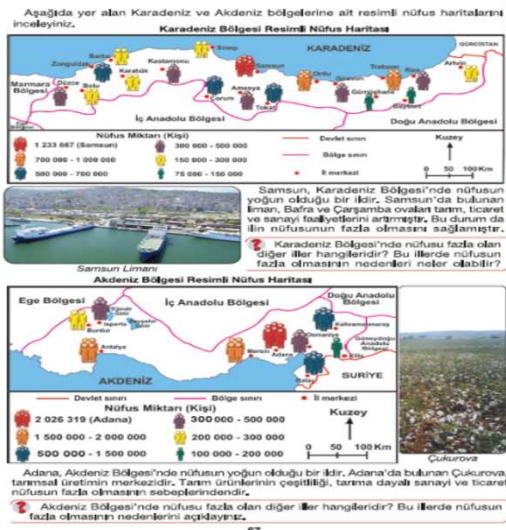 Aşağıda yer alan Karadeniz ve Akdeniz bölgelerine ait resimli nüfus haritalarını
inceleyiniz.
Karadeniz Bölgesi Resimli Nüfus Haritası
KARADENİZ
GÜRCİSTAN
Sinop
Bartın
Zonguldak
Kastamonu
Samsun
Karabük
Ordu
Giresun
Trabzon
Rize
Artvin
Marmara
Bölgesi
Düzce
Bolu
Çorum
Amasya
Tokat
Gümüşhane
Bayburt
Ege
Bölgesi
İç Anadolu Bölgesi
Doğu Anadolu Bölgesi
Nüfus Miktarı (Kişi)
1 233 667 (Samsun)
300 000 - 500 000
700 000 - 1 000 000
150 000 - 300 000
500 000 - 700 000
75 000 - 150 000
Devlet sınırı
Bölge sınırı
İl merkezi
Kuzey
0 50 100 Km
Samsun, Karadeniz Bölgesi'nde nüfusun
yoğun olduğu bir ildir. Samsun'da bulunan
liman, Bafra ve Çarşamba ovaları tarım, ticaret
ve sanayi faaliyetlerini artırmıştır. Bu durum da
ilin nüfusunun fazla olmasını sağlamıştır.
Samsun Limanı
? Karadeniz Bölgesi'nde nüfusu fazla olan
diğer iller hangileridir? Bu illerde nüfusun
fazla olmasının nedenleri neler olabilir?
Akdeniz Bölgesi Resimli Nüfus Haritası
Ege Bölgesi
İç Anadolu Bölgesi
Doğu Anadolu
Bölgesi
Isparta
Burdur
Antalya
Mersin
Adana
Osmaniye
Kahramanmaraş
Güneydoğu
Anadolu
Bölgesi
Kilis
Hatay
SURİYE
AKDENİZ
Devlet sınırı
Bölge sınırı
İl merkezi
Nüfus Miktarı (Kişi)
2 026 319 (Adana)
300 000 - 500 000
1 500 000 - 2 000 000
200 000 - 300 000
500 000 - 1 500 000
100 000 - 200 000
Kuzey
0 50 100 Km
Çukurova
Adana, Akdeniz Bölgesi'nde nüfusun yoğun olduğu bir ildir. Adana'da bulunan Çukurova,
tarımsal üretimin merkezidir. Tarım ürünlerinin çeşitliliği, tarıma dayalı sanayi ve ticaret
nüfusun fazla olmasının sebeplerindendir.
? Akdeniz Bölgesi'nde nüfusu fazla olan diğer iller hangileridir? Bu illerde nüfusun
fazla olmasının nedenlerini açıklayınız.